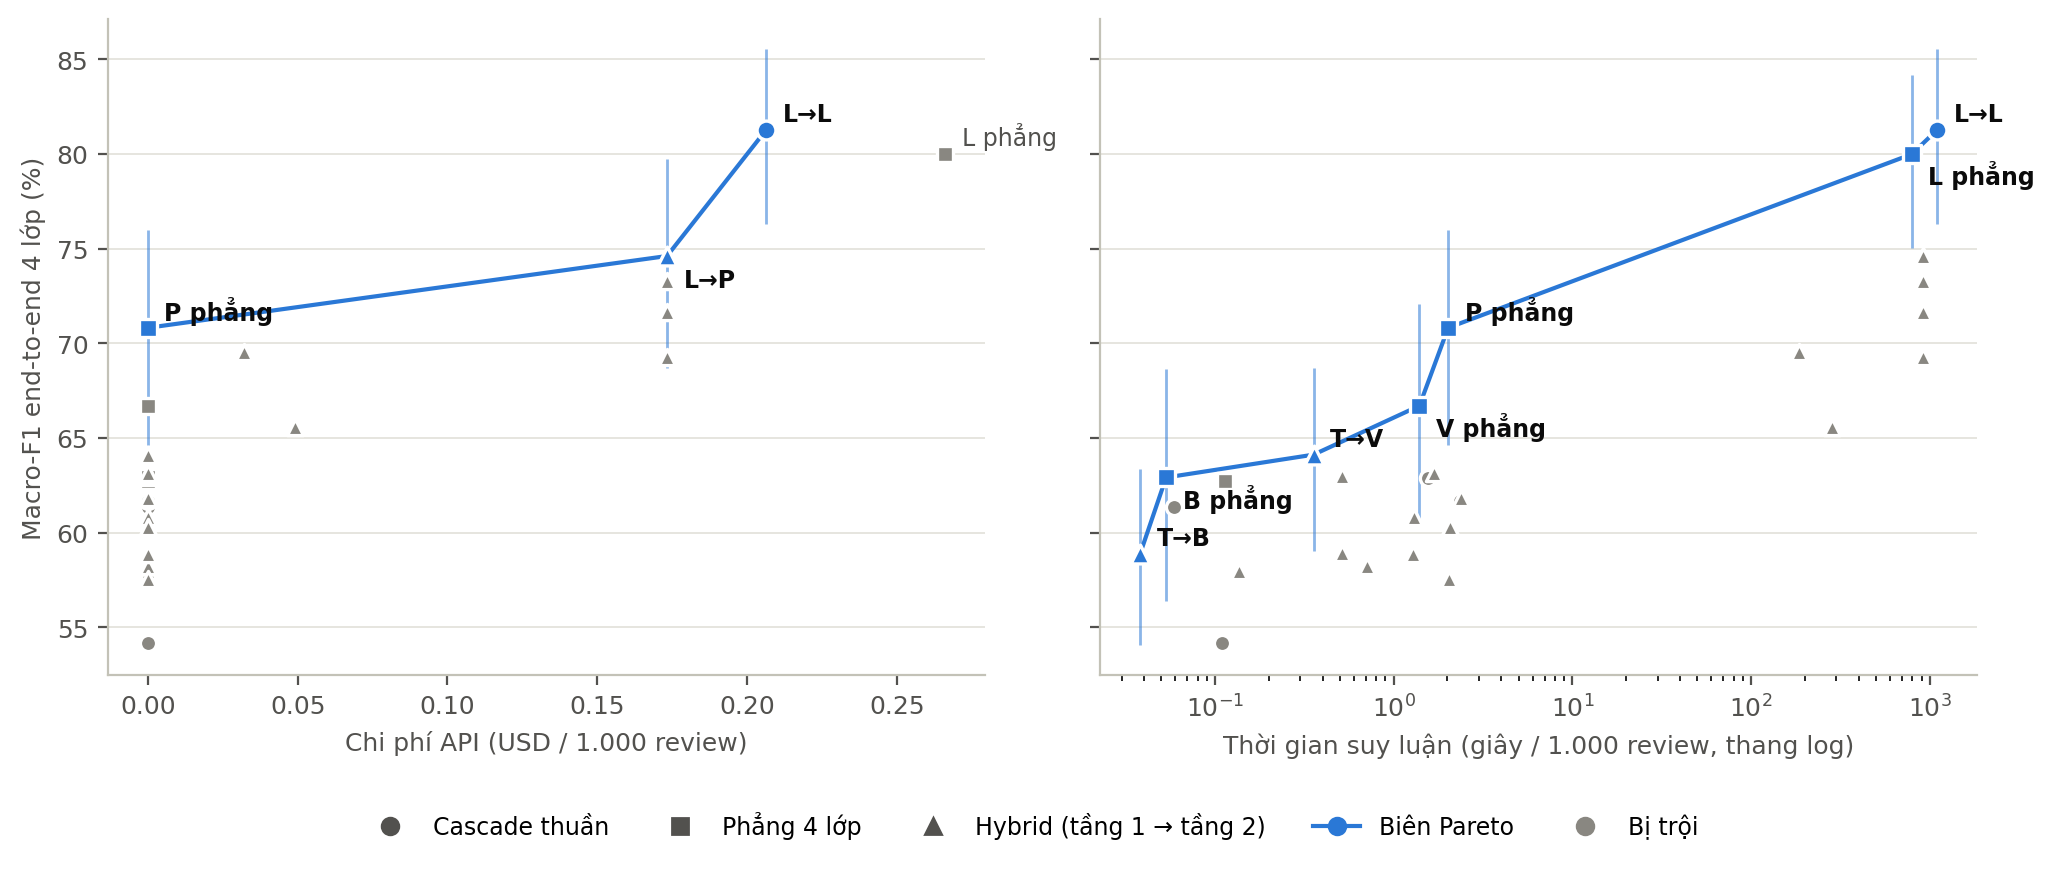 Macro-F1 end-to-end 4 lớp (%)
85
80
75
70
65
60
55
L→L
L phẳng
L→P
P phẳng
0.00
0.05
0.10
0.15
0.20
0.25
Chi phí API (USD / 1.000 review)
L→L
L phẳng
P phẳng
V phẳng
T→V
B phẳng
T→B
10⁻¹
10⁰
10¹
10²
10³
Thời gian suy luận (giây / 1.000 review, thang log)
Cascade thuần
Phẳng 4 lớp
Hybrid (tầng 1 → tầng 2)
Biên Pareto
Bị trội